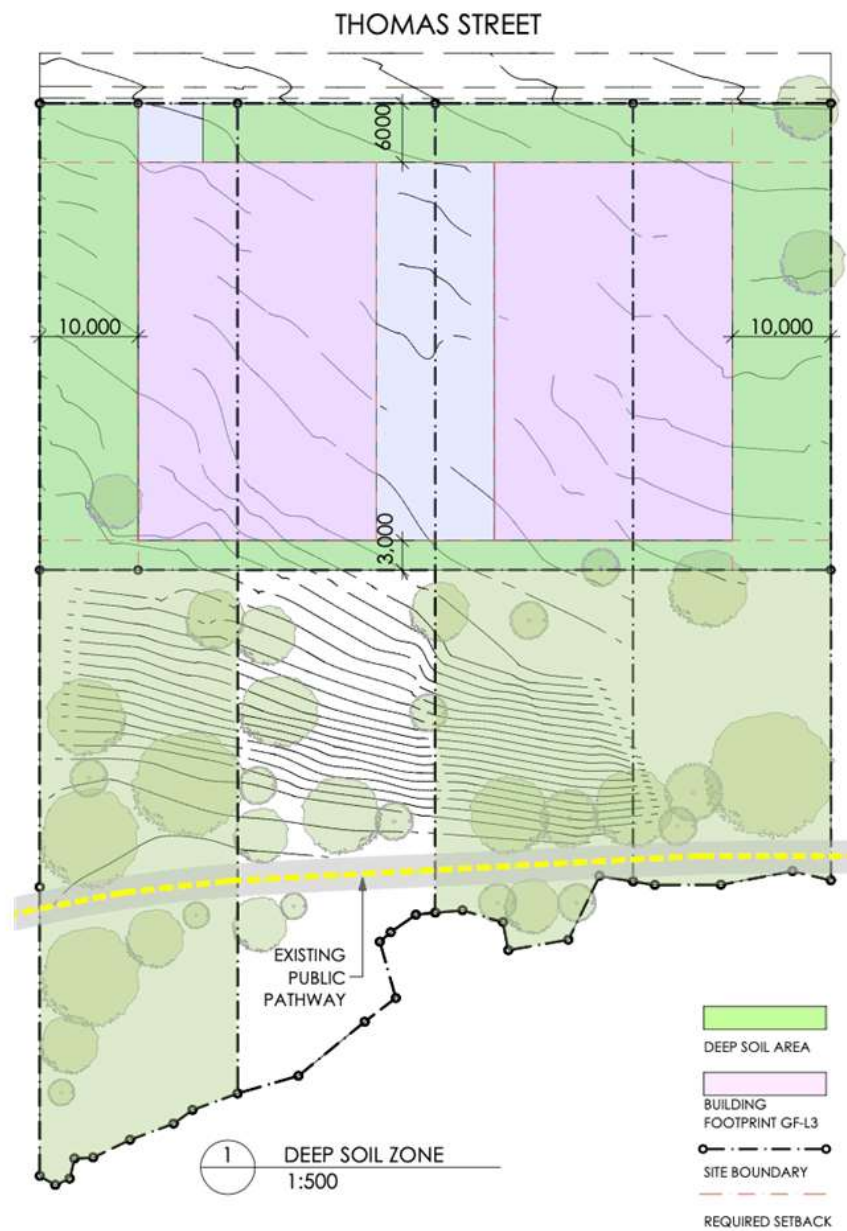 THOMAS STREET
6000
10,000
10,000
3,000
EXISTING
PUBLIC
PATHWAY
DEEP SOIL AREA
BUILDING
FOOTPRINT GF-L3
SITE BOUNDARY
REQUIRED SETBACK
1
DEEP SOIL ZONE
1:500